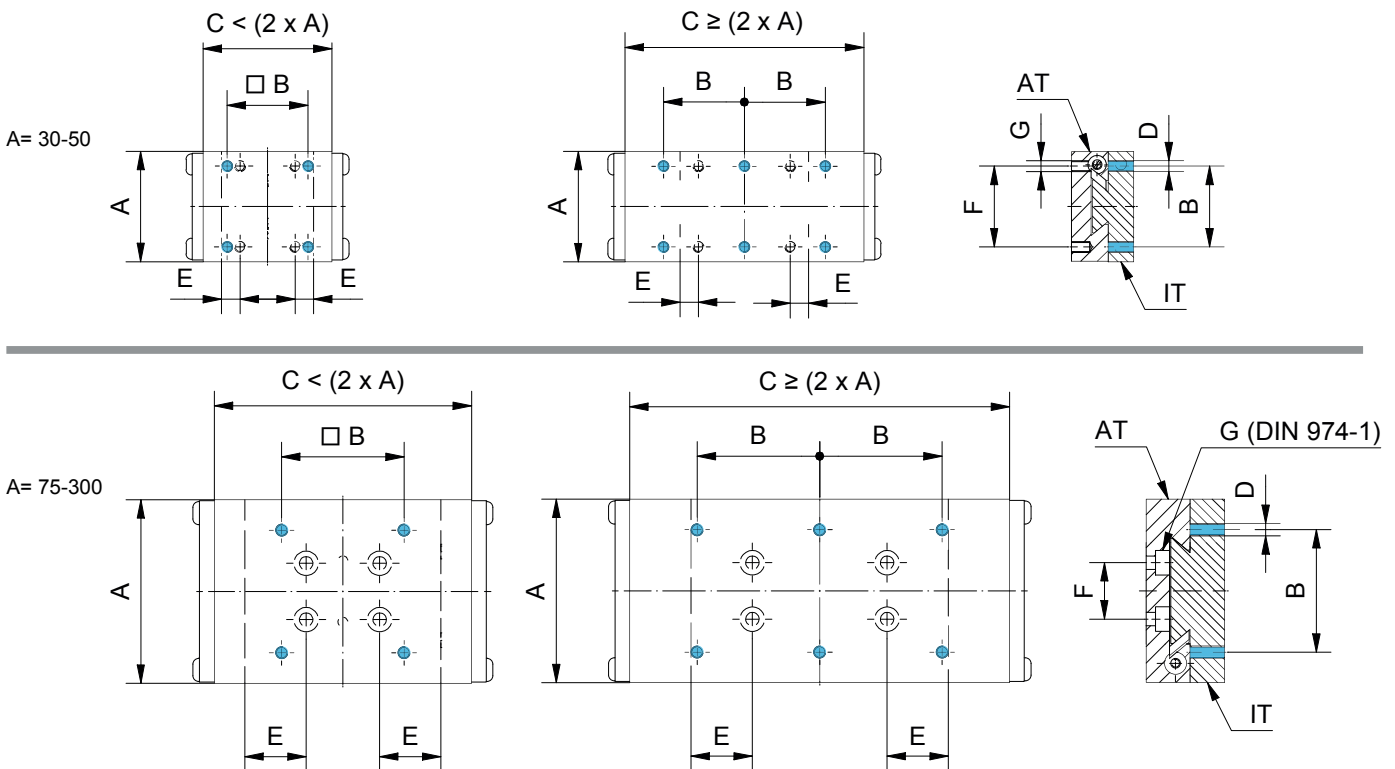 C < (2 x A)
C ≥ (2 x A)
□ B
B B
AT
A= 30-50
G
D
A
A
F
B
E E
E E
IT
C < (2 x A)
C ≥ (2 x A)
□ B
B B
AT
G (DIN 974-1)
A= 75-300
D
A
A
F
B
E E
E E
IT